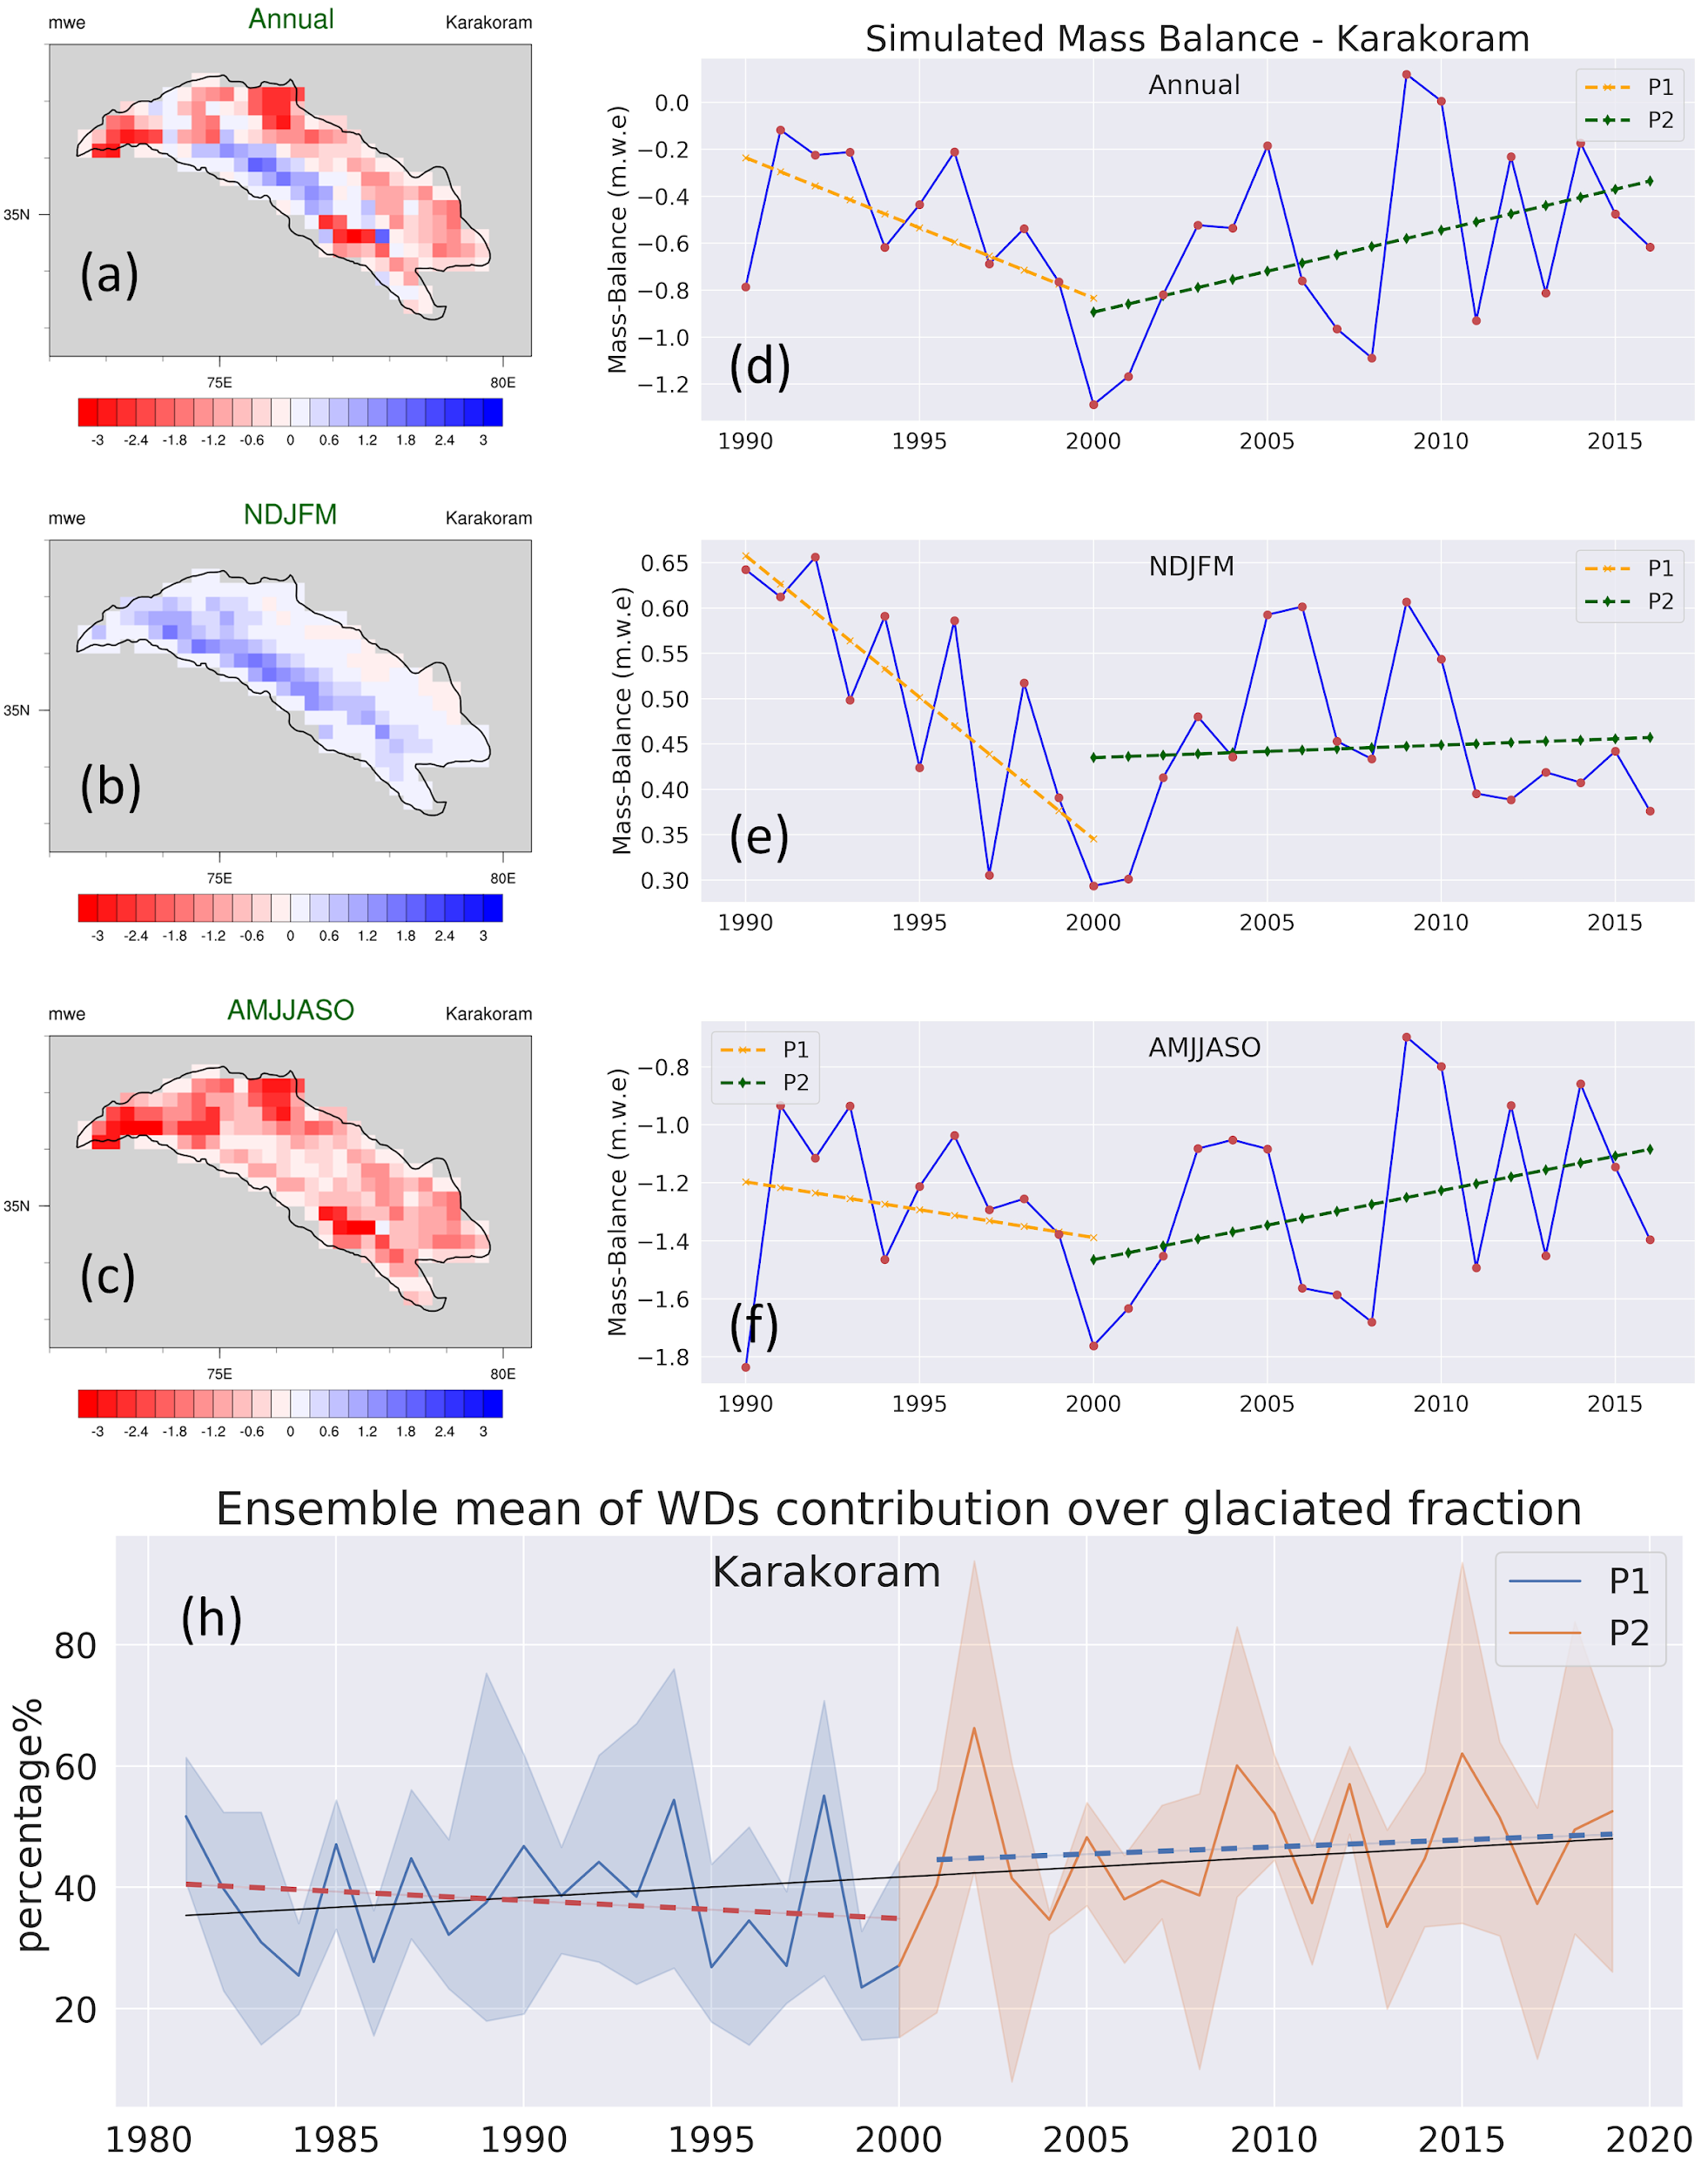 mwe Annual Karakoram
35N
(a)
75E 80E
-3 -2.4 -1.8 -1.2 -0.6 0 0.6 1.2 1.8 2.4 3
Simulated Mass Balance - Karakoram
Annual
P1
P2
Mass-Balance (m.w.e)
0.0
−0.2
−0.4
−0.6
−0.8
−1.0
−1.2
(d)
1990 1995 2000 2005 2010 2015
mwe NDJFM Karakoram
35N
(b)
75E 80E
-3 -2.4 -1.8 -1.2 -0.6 0 0.6 1.2 1.8 2.4 3
NDJFM
P1
P2
Mass-Balance (m.w.e)
0.65
0.60
0.55
0.50
0.45
0.40
0.35
0.30
(e)
1990 1995 2000 2005 2010 2015
mwe AMJJASO Karakoram
35N
(c)
75E 80E
-3 -2.4 -1.8 -1.2 -0.6 0 0.6 1.2 1.8 2.4 3
AMJJASO
P1
P2
Mass-Balance (m.w.e)
−0.8
−1.0
−1.2
−1.4
−1.6
−1.8
(f)
1990 1995 2000 2005 2010 2015
Ensemble mean of WDs contribution over glaciated fraction
Karakoram
(h)
P1
P2
percentage%
80
60
40
20
1980 1985 1990 1995 2000 2005 2010 2015 2020